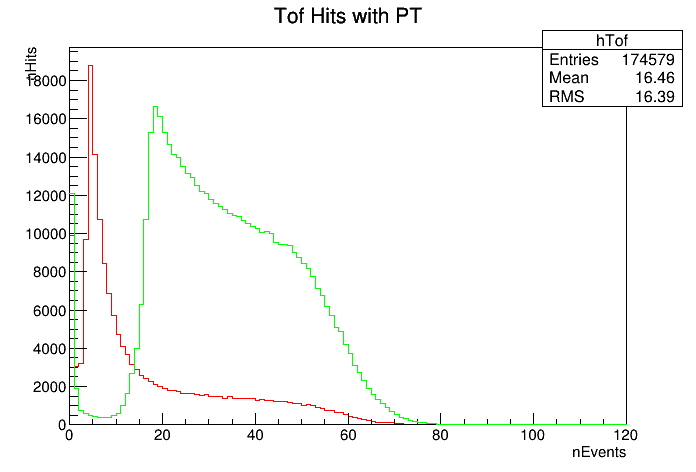 Tof Hits with PT
hTof
Entries 174579
Mean 16.46
RMS 16.39
nHits
18000
16000
14000
12000
10000
8000
6000
4000
2000
0
0 20 40 60 80 100 120
nEvents